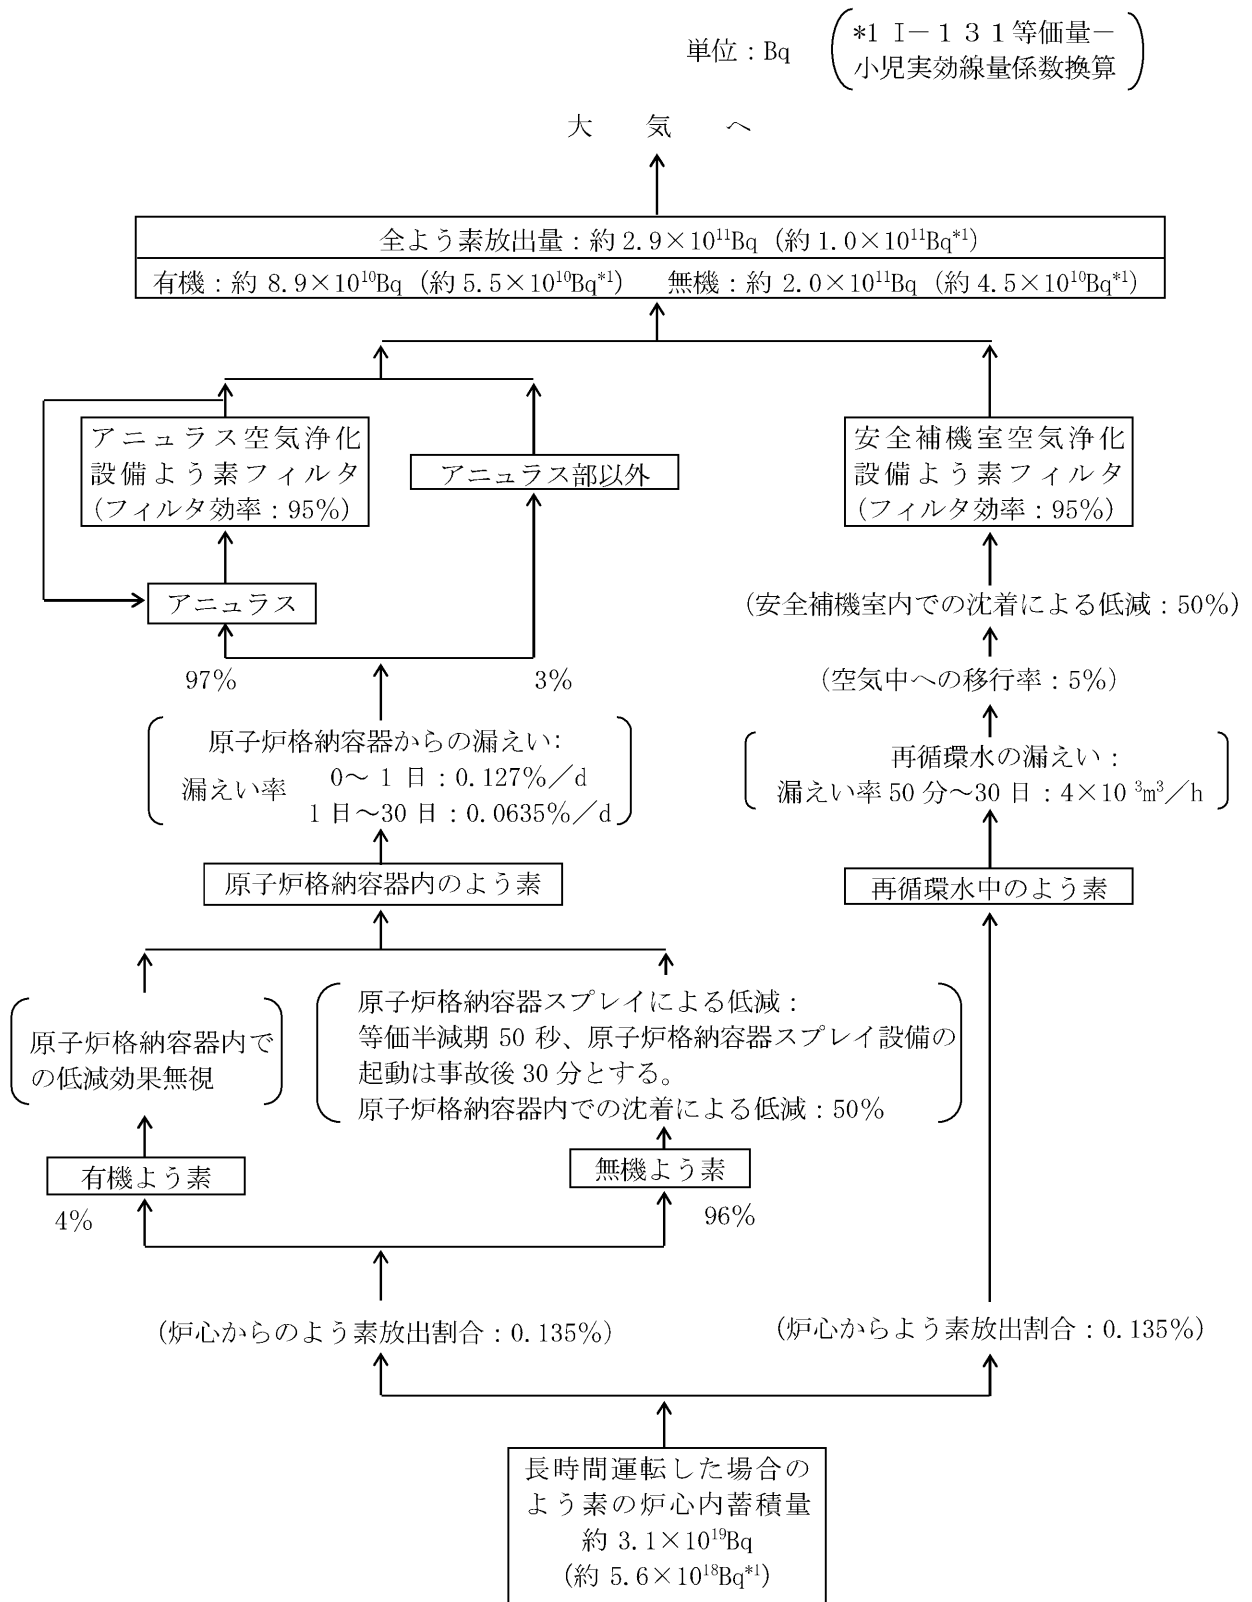 単位：Bq
*1 I－１３１等価量－
小児実効線量係数換算
大　気　へ
全よう素放出量：約 2.9×10¹¹Bq（約 1.0×10¹¹Bq*¹）
有機：約 8.9×10¹⁰Bq（約 5.5×10¹⁰Bq*¹）　無機：約 2.0×10¹¹Bq（約 4.5×10¹⁰Bq*¹）
アニュラス空気浄化
設備よう素フィルタ
（フィルタ効率：95％）
アニュラス部以外
安全補機室空気浄化
設備よう素フィルタ
（フィルタ効率：95％）
アニュラス
（安全補機室内での沈着による低減：50％）
97％
3％
（空気中への移行率：5％）
原子炉格納容器からの漏えい：
漏えい率
0～ 1 日：0.127％／d
1 日～30 日：0.0635％／d
再循環水の漏えい：
漏えい率 50 分～30 日：4×10 ³m³／h
原子炉格納容器内のよう素
再循環水中のよう素
原子炉格納容器内で
の低減効果無視
原子炉格納容器スプレイによる低減：
等価半減期 50 秒、原子炉格納容器スプレイ設備の
起動は事故後 30 分とする。
原子炉格納容器内での沈着による低減：50％
有機よう素
無機よう素
4％
96％
（炉心からのよう素放出割合：0.135％）
（炉心からよう素放出割合：0.135％）
長時間運転した場合の
よう素の炉心内蓄積量
約 3.1×10¹⁹Bq
（約 5.6×10¹⁸Bq*¹）